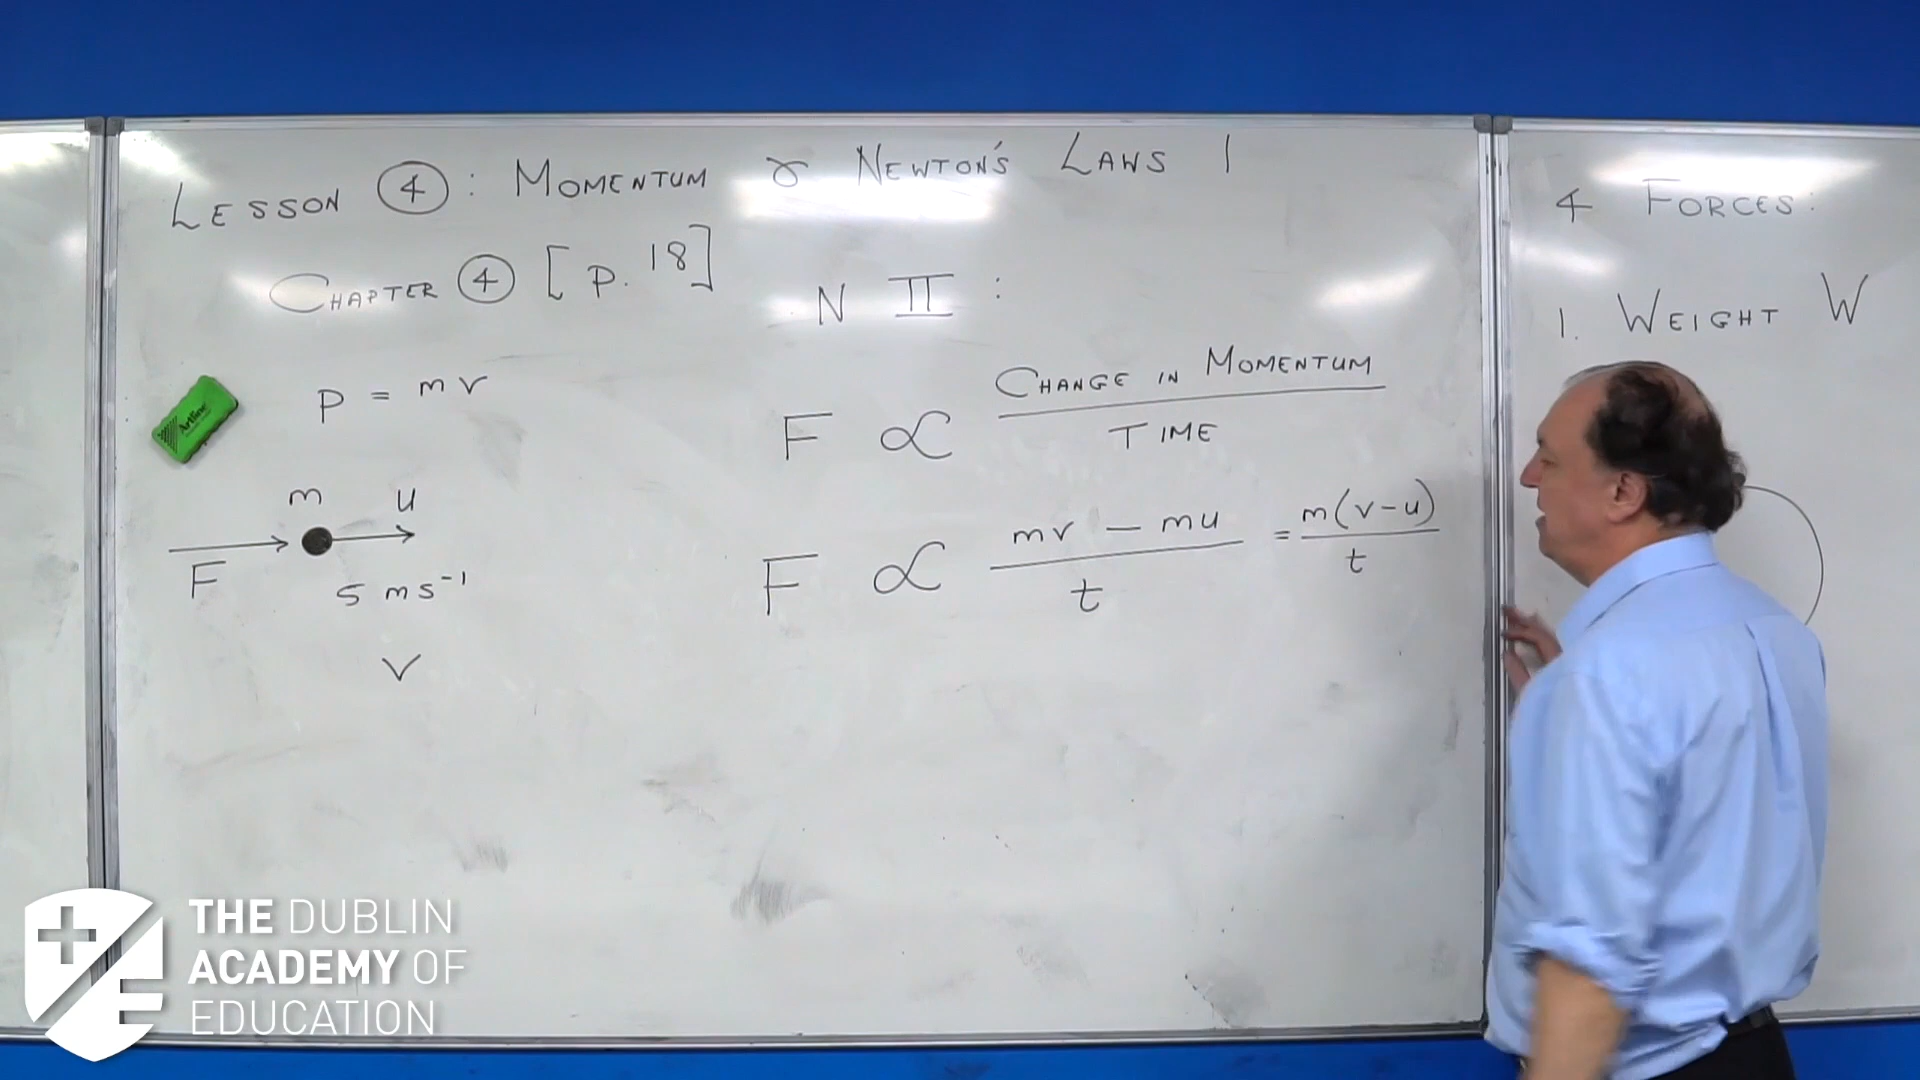 LESSON ④: MOMENTUM & NEWTON'S LAWS 1
CHAPTER ④ [P. 18]
P = mv
Artline
m u
F
5 ms⁻¹
v
N II:
F ∝ CHANGE IN MOMENTUM / TIME
F ∝ mv - mu / t = m(v-u) / t
4 FORCES:
1. WEIGHT W
THE DUBLIN
ACADEMY OF
EDUCATION